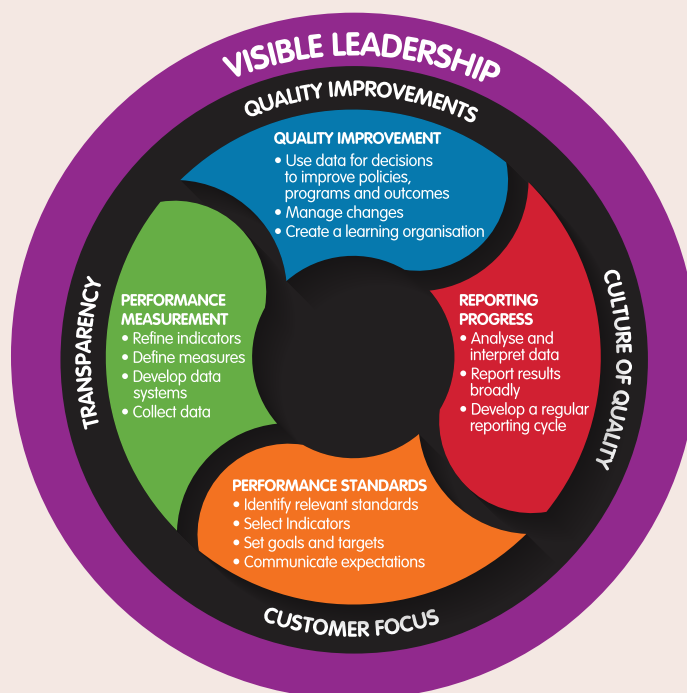 VISIBLE LEADERSHIP
QUALITY IMPROVEMENTS
QUALITY IMPROVEMENT
• Use data for decisions
to improve policies,
programs and outcomes
• Manage changes
• Create a learning organisation
TRANSPARENCY
PERFORMANCE
MEASUREMENT
• Refine indicators
• Define measures
• Develop data
systems
• Collect data
REPORTING
PROGRESS
• Analyse and
interpret data
• Report results
broadly
• Develop a regular
reporting cycle
CULTURE OF QUALITY
PERFORMANCE STANDARDS
• Identify relevant standards
• Select Indicators
• Set goals and targets
• Communicate expectations
CUSTOMER FOCUS